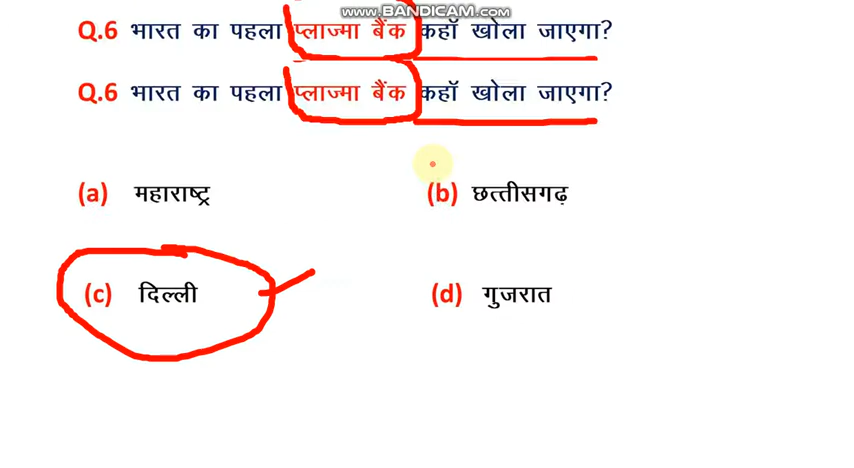 www.BANDICAM.com
Q.6 भारत का पहला प्लाज्मा बैंक कहाॅ खोला जाएगा?
Q.6 भारत का पहला प्लाज्मा बैंक कहाॅ खोला जाएगा?
(a) महाराष्ट्र (b) छत्तीसगढ़
(c) दिल्ली (d) गुजरात